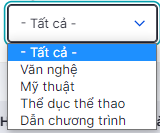 - Tất cả -
- Tất cả -
Văn nghệ
Mỹ thuật
Thể dục thể thao
Dẫn chương trình